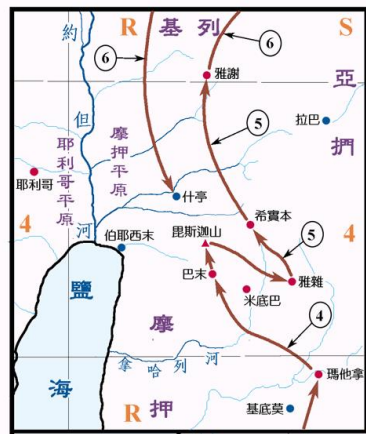 R
基列
S
約但河
6
6
雅謝
亞捫
拉巴
耶利哥平原
摩押平原
5
耶利哥
什亭
4
希實本
毘斯迦山
5
4
伯耶西末
巴末
雅雜
米底巴
鹽海
摩押
4
拿哈列河
瑪他拿
R
基底莫